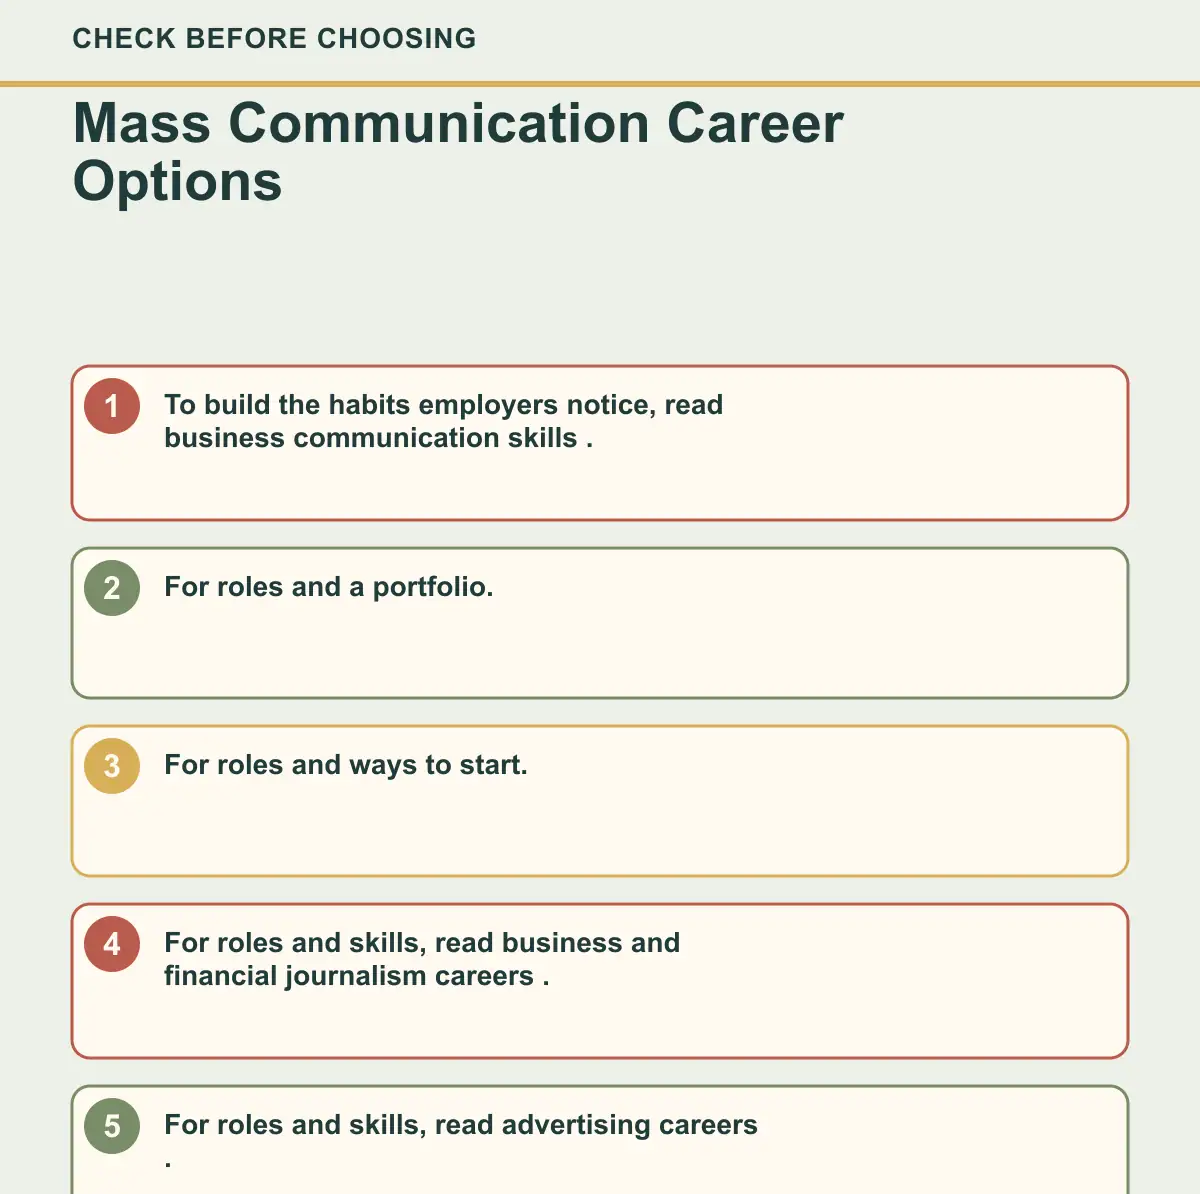 CHECK BEFORE CHOOSING
Mass Communication Career
Options
1
To build the habits employers notice, read
business communication skills .
2
For roles and a portfolio.
3
For roles and ways to start.
4
For roles and skills, read business and
financial journalism careers .
5
For roles and skills, read advertising careers
.